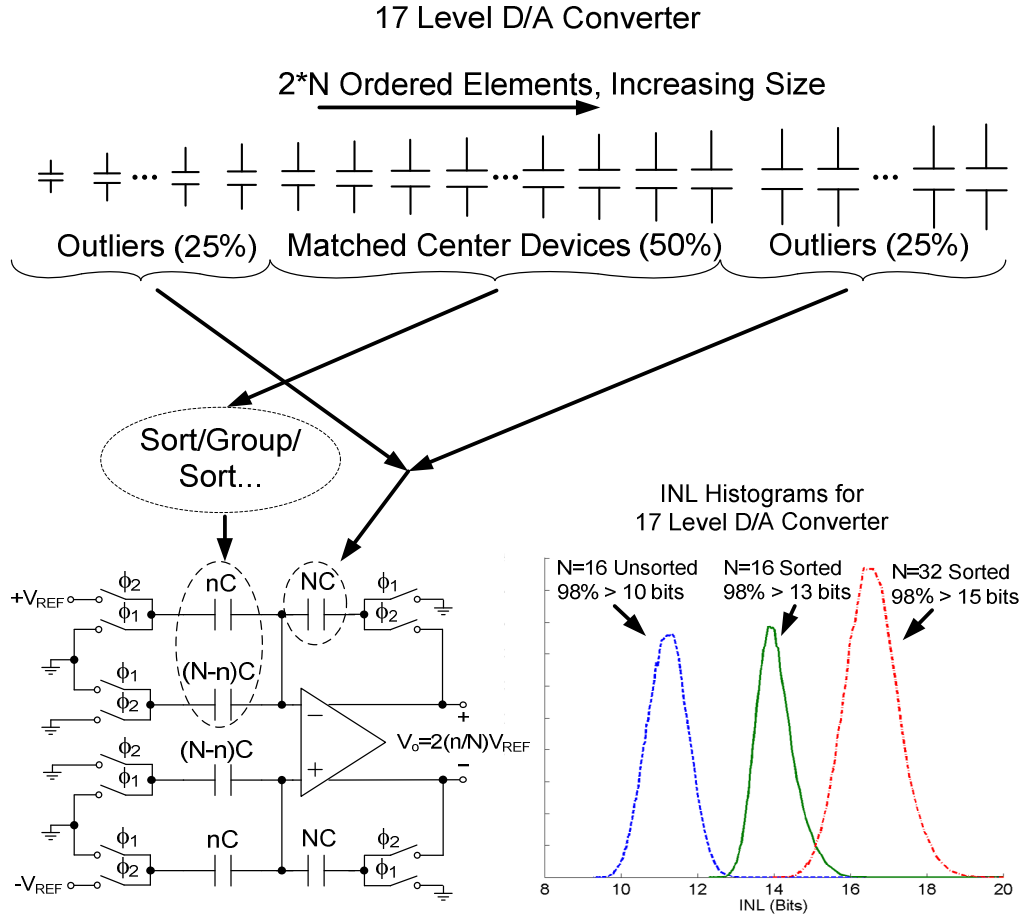 17 Level D/A Converter
2*N Ordered Elements, Increasing Size
... ... ...
Outliers (25%) Matched Center Devices (50%) Outliers (25%)
Sort/Group/
Sort...
INL Histograms for
17 Level D/A Converter
N=16 Unsorted
98% > 10 bits
N=16 Sorted
98% > 13 bits
N=32 Sorted
98% > 15 bits
ϕ2 nC NC ϕ1
+VREF ϕ1 ϕ2
ϕ1 (N-n)C
ϕ2 − +
Vo=2(n/N)VREF
ϕ2 (N-n)C + −
ϕ1
ϕ1 nC NC ϕ2
-VREF ϕ2 ϕ1
8 10 12 14 16 18 20
INL (Bits)